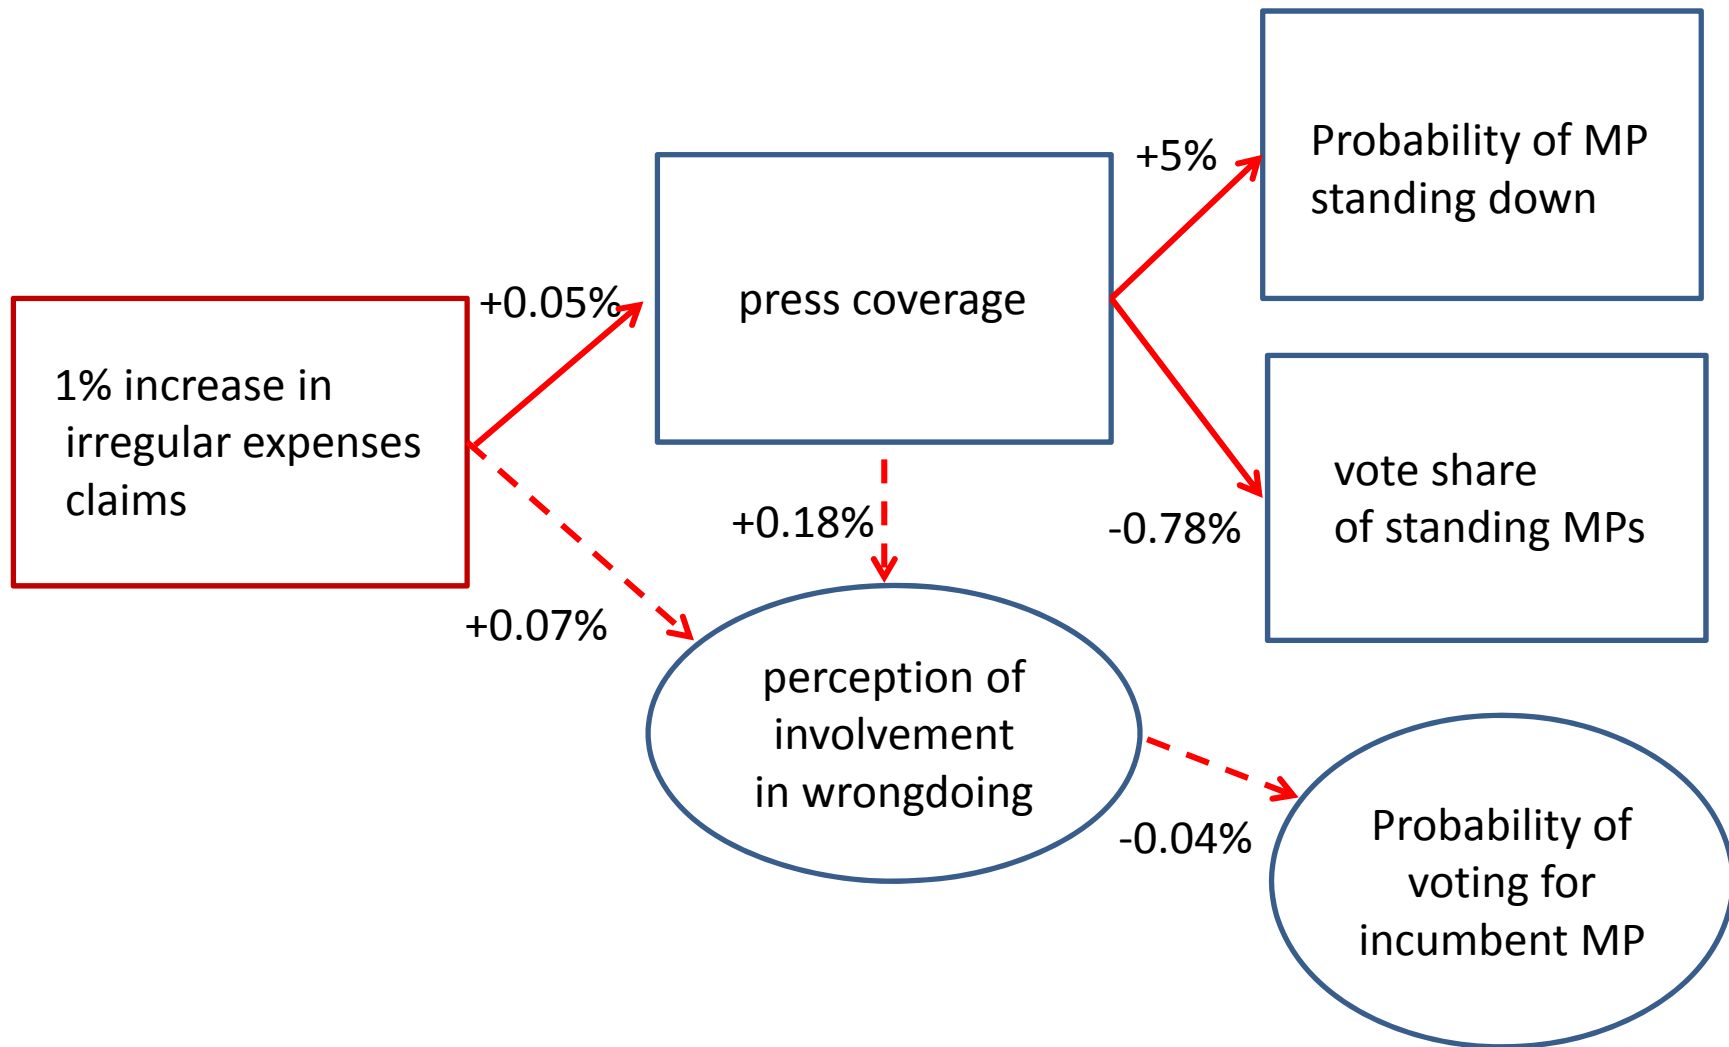 1% increase in
irregular expenses
claims
+0.05%
+0.07%
press coverage
+0.18%
perception of
involvement
in wrongdoing
+5%
-0.78%
Probability of MP
standing down
vote share
of standing MPs
-0.04%
Probability of
voting for
incumbent MP